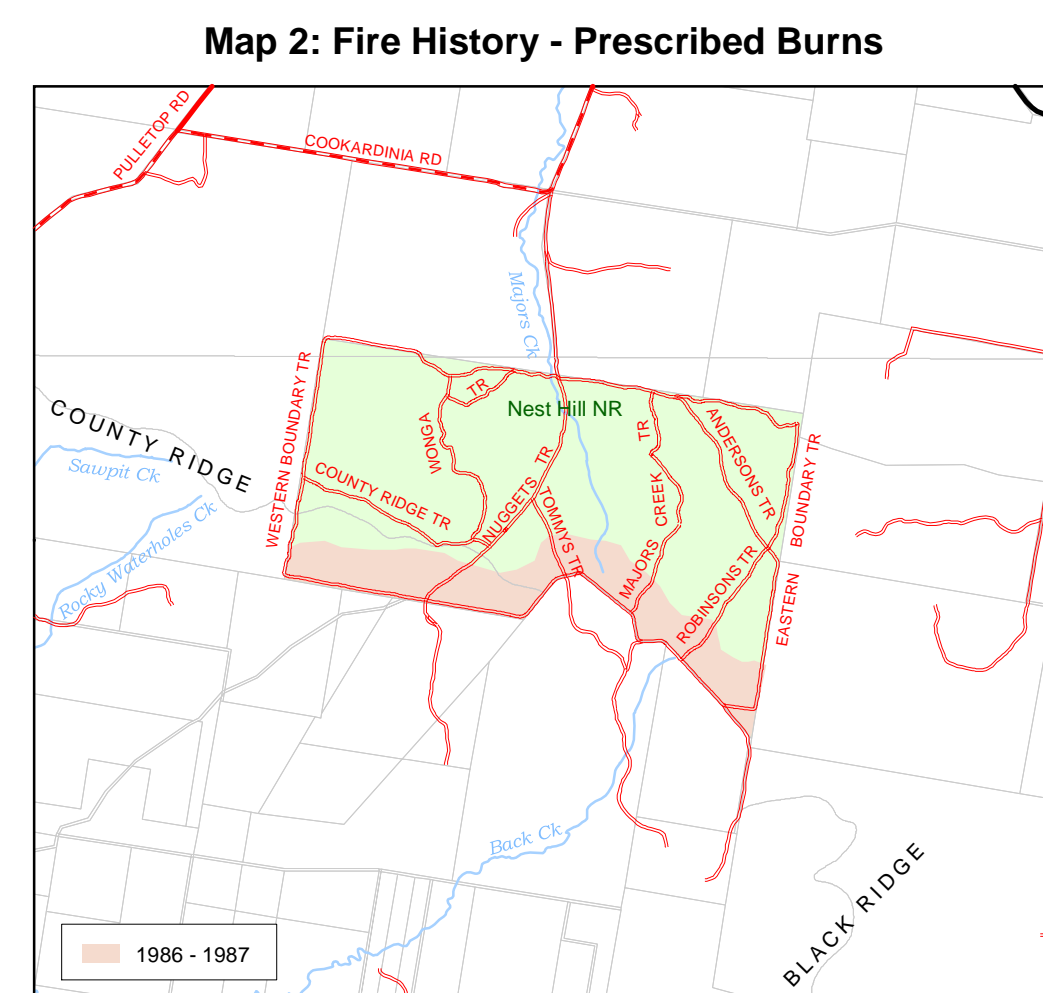 Map 2: Fire History - Prescribed Burns
PULLETOP RD
COOKARDINIA RD
Majors Ck
COUNTY RIDGE
Sawpit Ck
Rocky Waterholes Ck
WESTERN BOUNDARY TR
WONGA
TR
Nest Hill NR
COUNTY RIDGE TR
NUGGETS TR
TOMMYS TR
MAJORS CREEK TR
ANDERSONS TR
ROBINSONS TR
EASTERN BOUNDARY TR
Back Ck
BLACK RIDGE
1986 - 1987